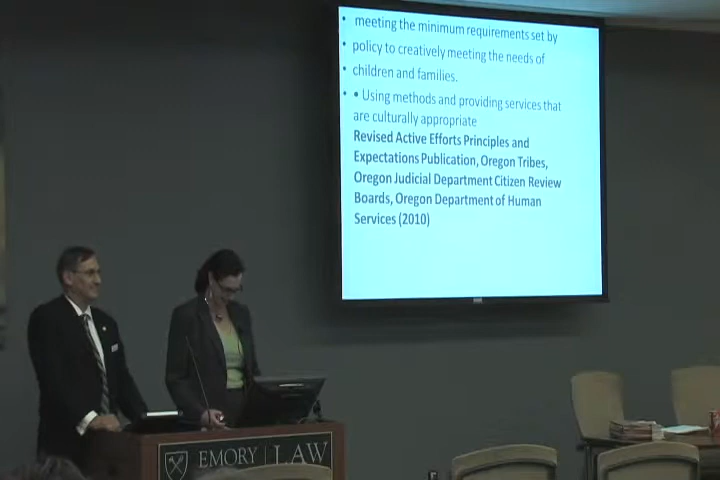 • meeting the minimum requirements set by
• policy to creatively meeting the needs of
• children and families.
• • Using methods and providing services that
are culturally appropriate
Revised Active Efforts Principles and
Expectations Publication, Oregon Tribes,
Oregon Judicial Department Citizen Review
Boards, Oregon Department of Human
Services (2010)
EMORY | LAW